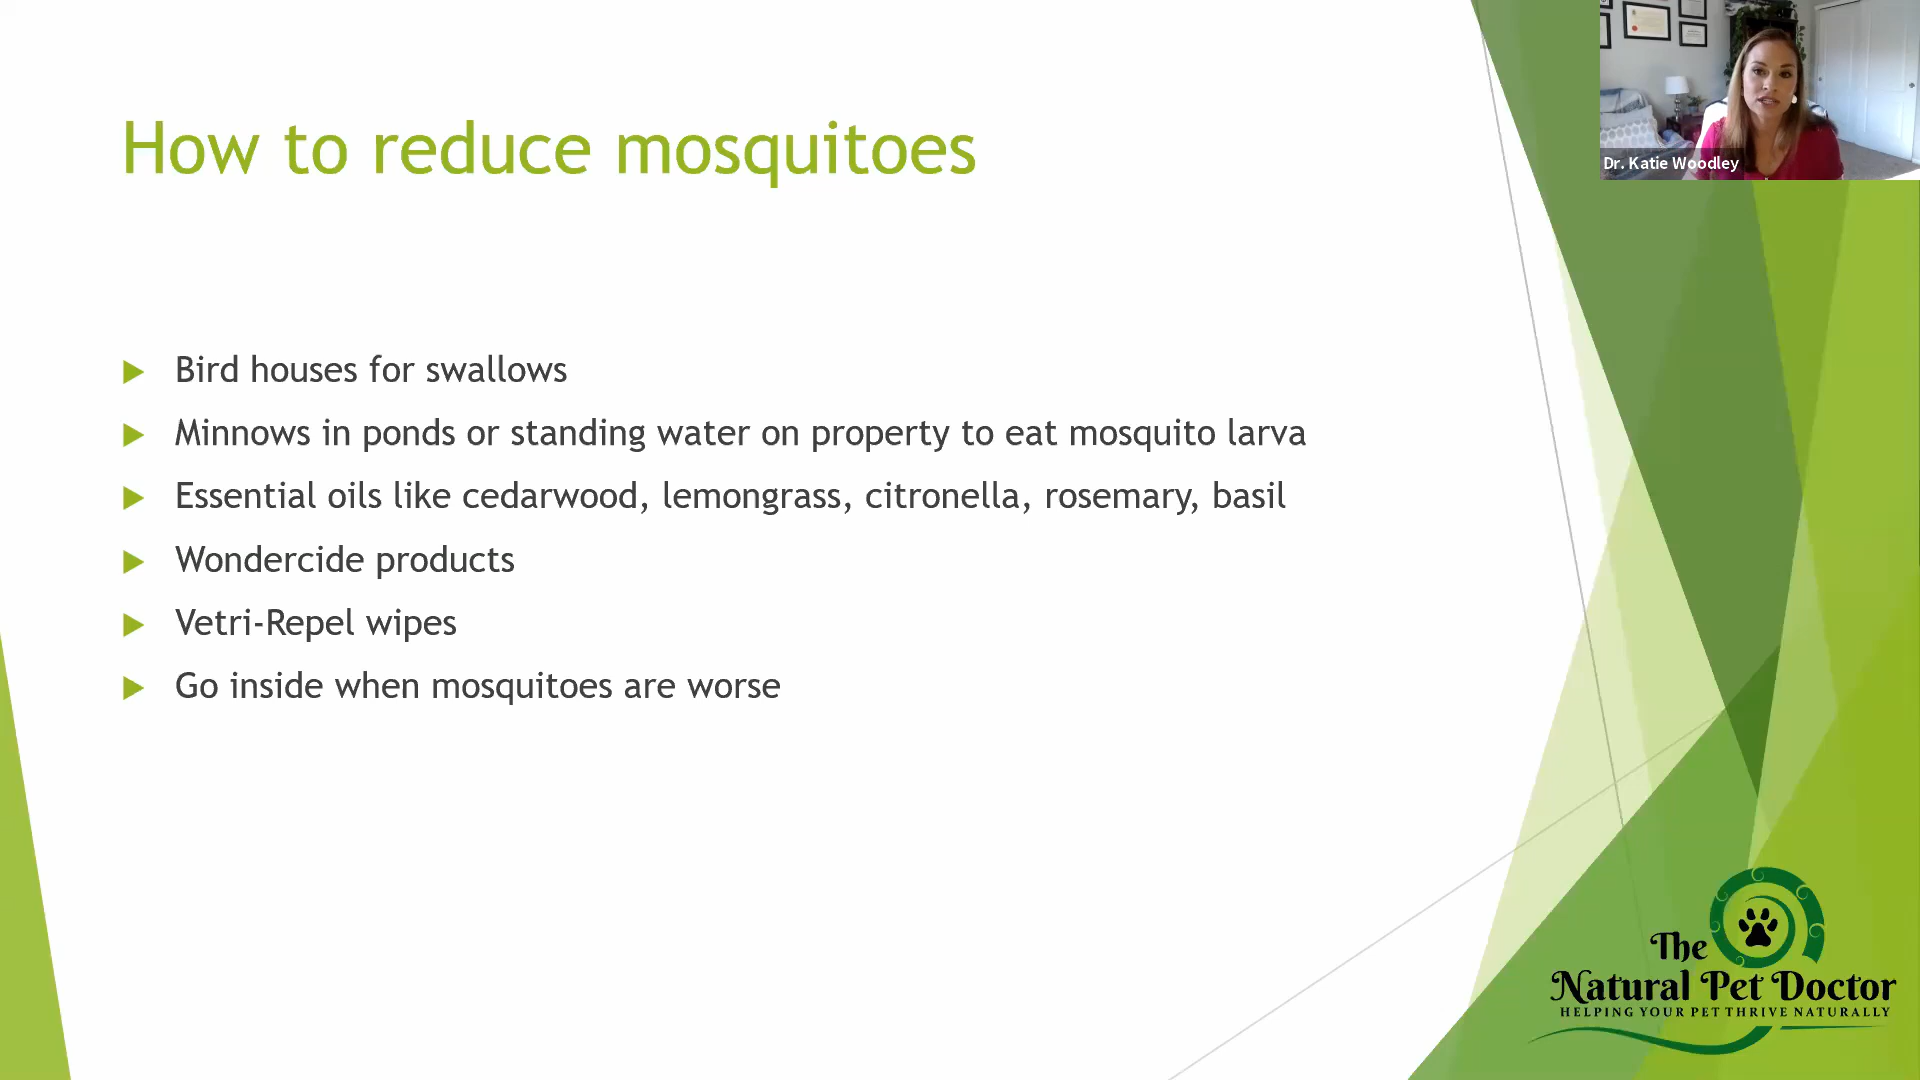 How to reduce mosquitoes
Bird houses for swallows
Minnows in ponds or standing water on property to eat mosquito larva
Essential oils like cedarwood, lemongrass, citronella, rosemary, basil
Wondercide products
Vetri-Repel wipes
Go inside when mosquitoes are worse
Dr. Katie Woodley
The
Natural Pet Doctor
HELPING YOUR PET THRIVE NATURALLY